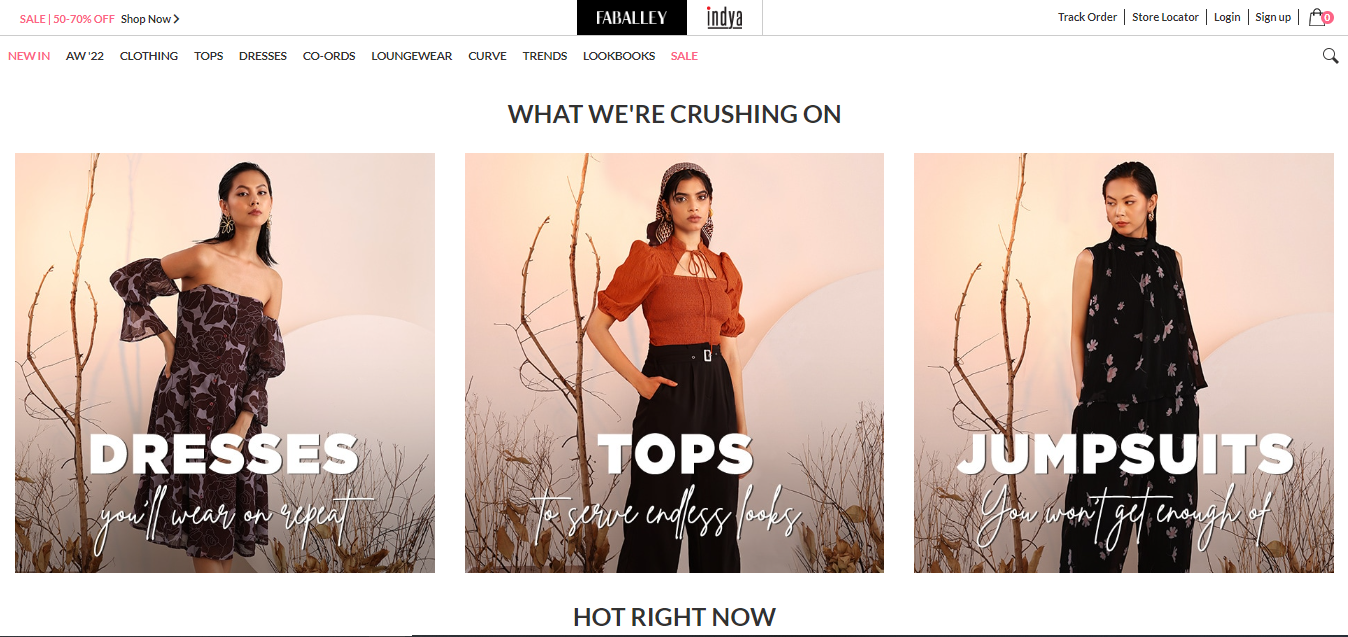 SALE | 50-70% OFF Shop Now
FABALLEY
indya
Track Order Store Locator Login Sign up 0
NEW IN AW '22 CLOTHING TOPS DRESSES CO-ORDS LOUNGEWEAR CURVE TRENDS LOOKBOOKS SALE
WHAT WE'RE CRUSHING ON
DRESSES
you'll wear on repeat
TOPS
to serve endless looks
JUMPSUITS
You won't get enough of
HOT RIGHT NOW